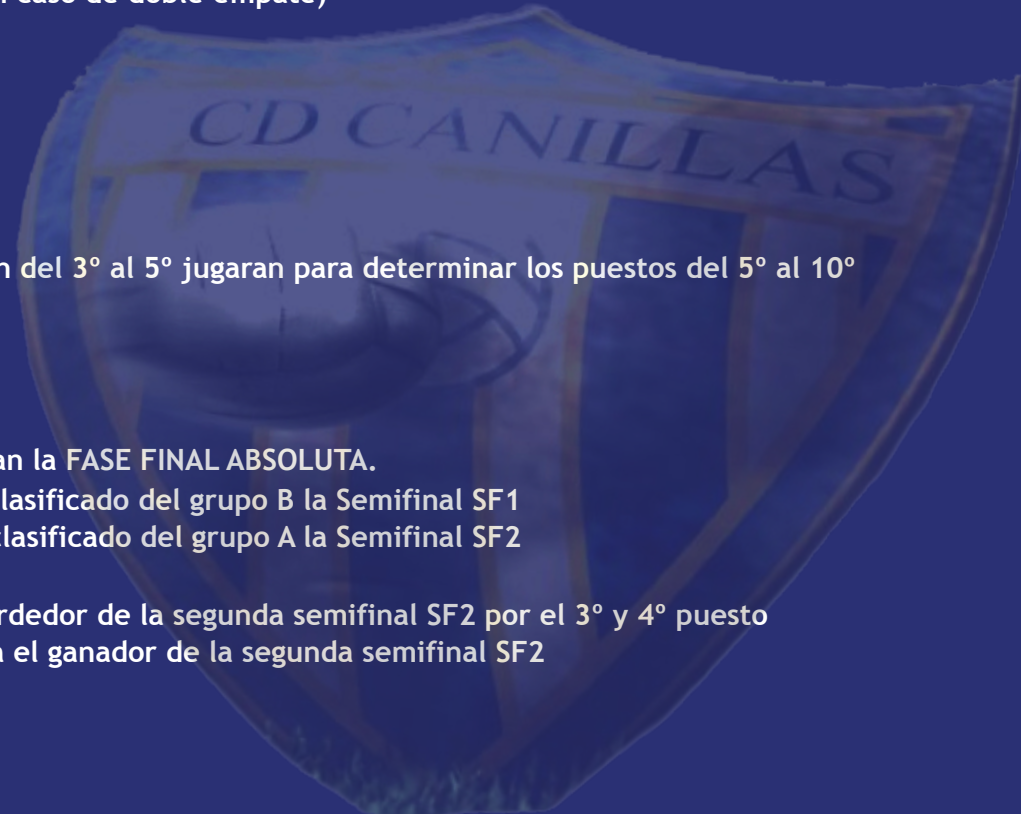 caso de doble empate)
CD CANILLAS
n del 3º al 5º jugaran para determinar los puestos del 5º al 10º
an la FASE FINAL ABSOLUTA.
lasificado del grupo B la Semifinal SF1
clasificado del grupo A la Semifinal SF2
rdedor de la segunda semifinal SF2 por el 3º y 4º puesto
a el ganador de la segunda semifinal SF2